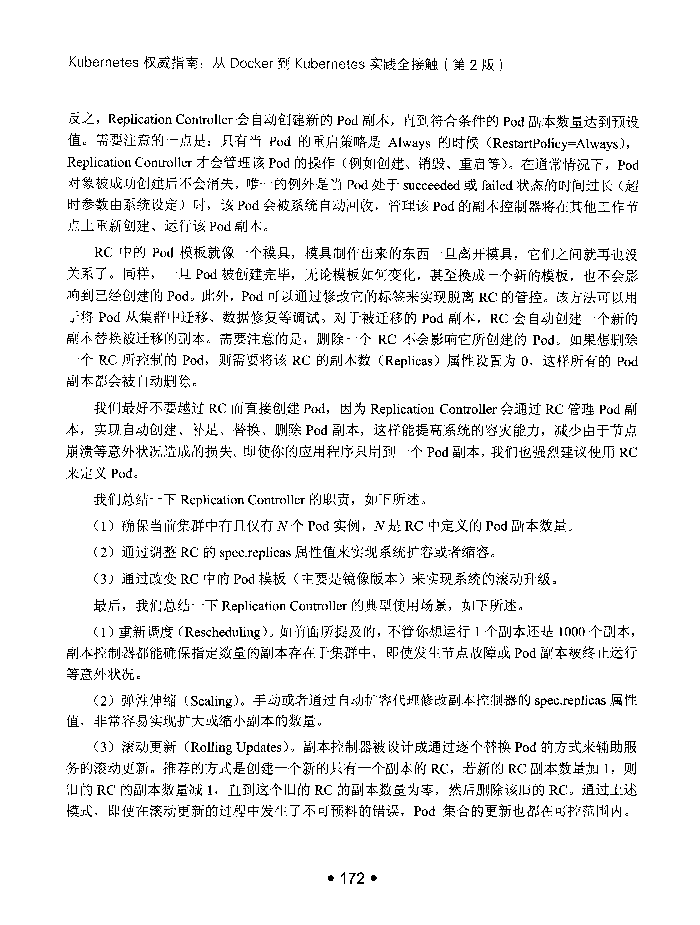 Kubernetes 权威指南：从 Docker 到 Kubernetes 实践全接触（第 2 版）
反之，Replication Controller 会自动创建新的 Pod 副本，直到符合条件的 Pod 副本数量达到预设
值。需要注意的一点是：只有当 Pod 的重启策略是 Always 的时候（RestartPolicy=Always），
Replication Controller 才会管理该 Pod 的操作（例如创建、销毁、重启等）。在通常情况下，Pod
对象被成功创建后不会消失，唯一的例外是当 Pod 处于 succeeded 或 failed 状态的时间过长（超
时参数由系统设定）时，该 Pod 会被系统自动回收，管理该 Pod 的副本控制器将在其他工作节
点上重新创建、运行该 Pod 副本。
RC 中的 Pod 模板就像一个模具，模具制作出来的东西一旦离开模具，它们之间就再也没
关系了。同样，一旦 Pod 被创建完毕，无论模板如何变化，甚至换成一个新的模板，也不会影
响到已经创建的 Pod。此外，Pod 可以通过修改它的标签来实现脱离 RC 的管控。该方法可以用
于将 Pod 从集群中迁移、数据修复等调试。对于被迁移的 Pod 副本，RC 会自动创建一个新的
副本替换被迁移的副本。需要注意的是，删除一个 RC 不会影响它所创建的 Pod。如果想删除
一个 RC 所控制的 Pod，则需要将该 RC 的副本数（Replicas）属性设置为 0，这样所有的 Pod
副本都会被自动删除。
我们最好不要越过 RC 而直接创建 Pod，因为 Replication Controller 会通过 RC 管理 Pod 副
本，实现自动创建、补足、替换、删除 Pod 副本，这样能提高系统的容灾能力，减少由于节点
崩溃等意外状况造成的损失。即使你的应用程序只用到一个 Pod 副本，我们也强烈建议使用 RC
来定义 Pod。
我们总结一下 Replication Controller 的职责，如下所述。
（1）确保当前集群中有且仅有 N 个 Pod 实例，N 是 RC 中定义的 Pod 副本数量。
（2）通过调整 RC 的 spec.replicas 属性值来实现系统扩容或者缩容。
（3）通过改变 RC 中的 Pod 模板（主要是镜像版本）来实现系统的滚动升级。
最后，我们总结一下 Replication Controller 的典型使用场景，如下所述。
（1）重新调度（Rescheduling）。如前面所提及的，不管你想运行 1 个副本还是 1000 个副本，
副本控制器都能确保指定数量的副本存在于集群中，即使发生节点故障或 Pod 副本被终止运行
等意外状况。
（2）弹性伸缩（Scaling）。手动或者通过自动扩容代理修改副本控制器的 spec.replicas 属性
值，非常容易实现扩大或缩小副本的数量。
（3）滚动更新（Rolling Updates）。副本控制器被设计成通过逐个替换 Pod 的方式来辅助服
务的滚动更新。推荐的方式是创建一个新的只有一个副本的 RC，若新的 RC 副本数量加 1，则
旧的 RC 的副本数量减 1，直到这个旧的 RC 的副本数量为零，然后删除该旧的 RC。通过上述
模式，即使在滚动更新的过程中发生了不可预料的错误，Pod 集合的更新也都在可控范围内。
• 172 •